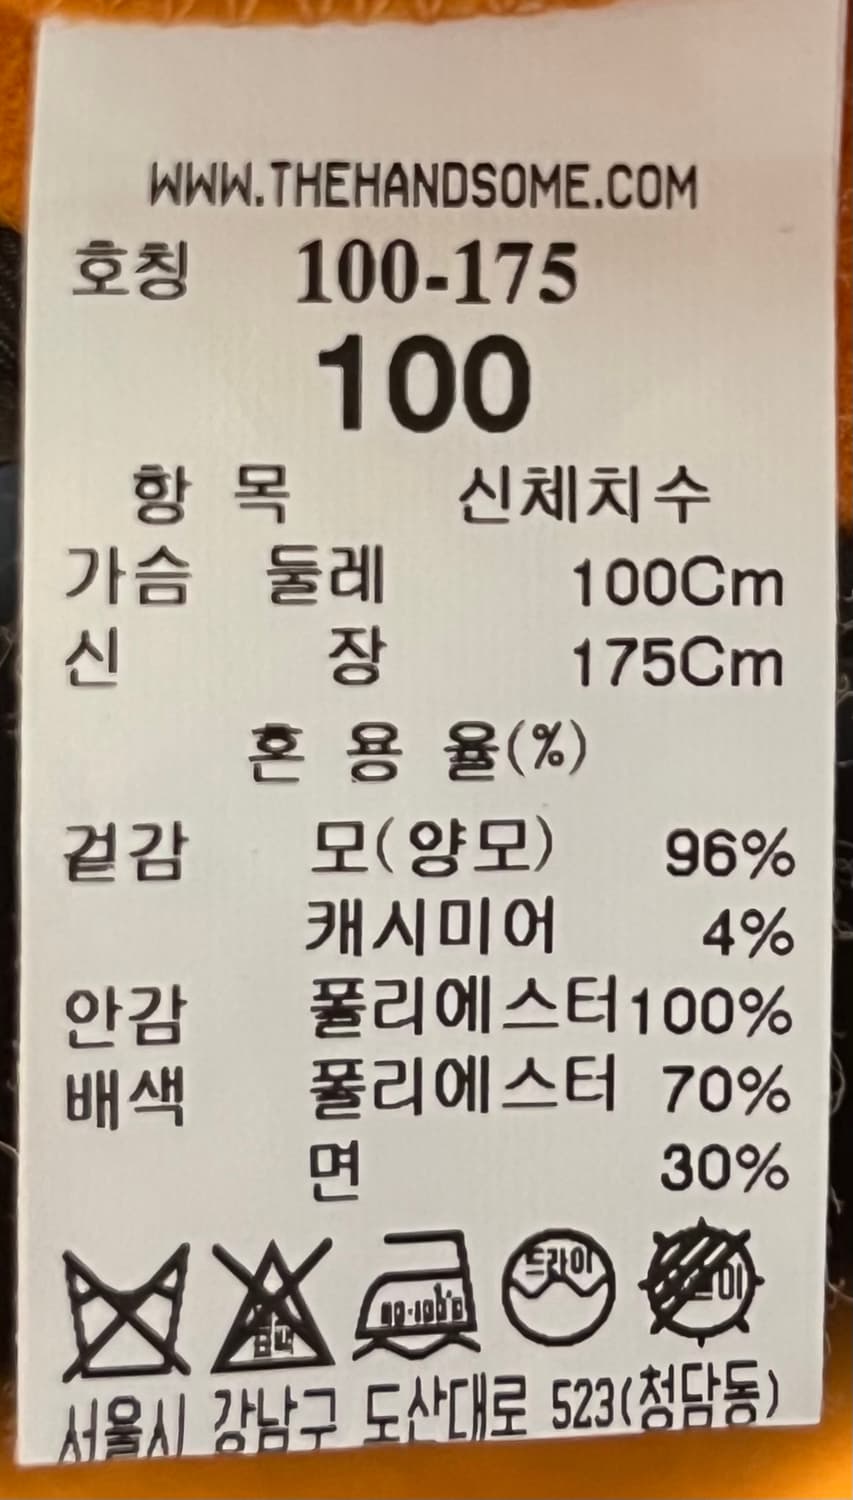 WWW.THEHANDSOME.COM
호칭 100-175
100
항 목 신체치수
가슴 둘레 100Cm
신 장 175Cm
혼 용 율(%)
겉감 모(양모) 96%
캐시미어 4%
안감 폴리에스터100%
배색 폴리에스터 70%
면 30%
드라이
서울시 강남구 도산대로 523(청담동)